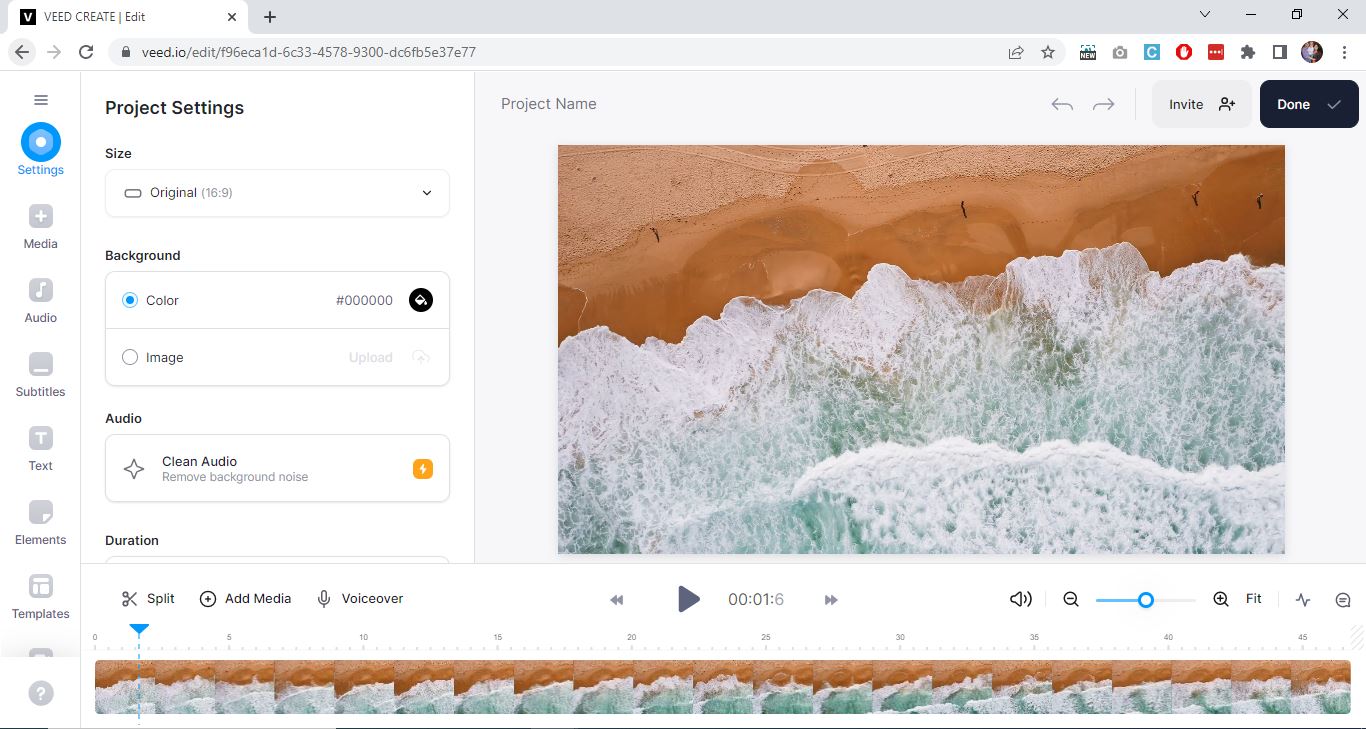 VEED CREATE | Edit
veed.io/edit/f96eca1d-6c33-4578-9300-dc6fb5e37e77
NEW
C
Project Settings
Project Name
Invite
Done
Settings
Size
Original (16:9)
Media
Background
Color
#000000
Audio
Image
Upload
Subtitles
Audio
Clean Audio
Remove background noise
Text
Elements
Duration
Templates
Split
Add Media
Voiceover
00:01:6
Fit
0 5 10 15 20 25 30 35 40 45
?